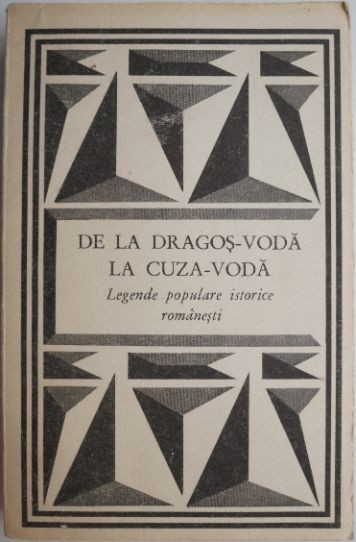 DE LA DRAGOȘ-VODĂ
LA CUZA-VODĂ
Legende populare istorice
românești